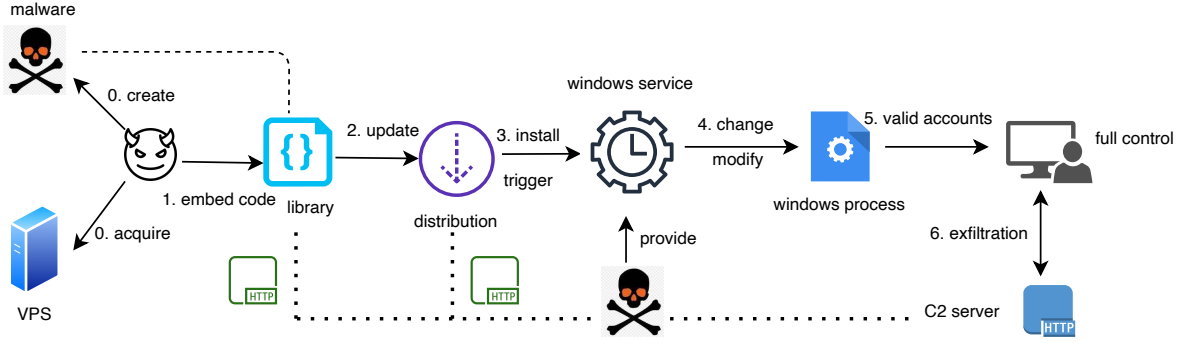 malware
0. create
windows service
2. update
3. install
4. change
5. valid accounts
full control
trigger
modify
1. embed code
library
distribution
windows process
0. acquire
provide
6. exfiltration
HTTP
HTTP
VPS
C2 server
HTTP